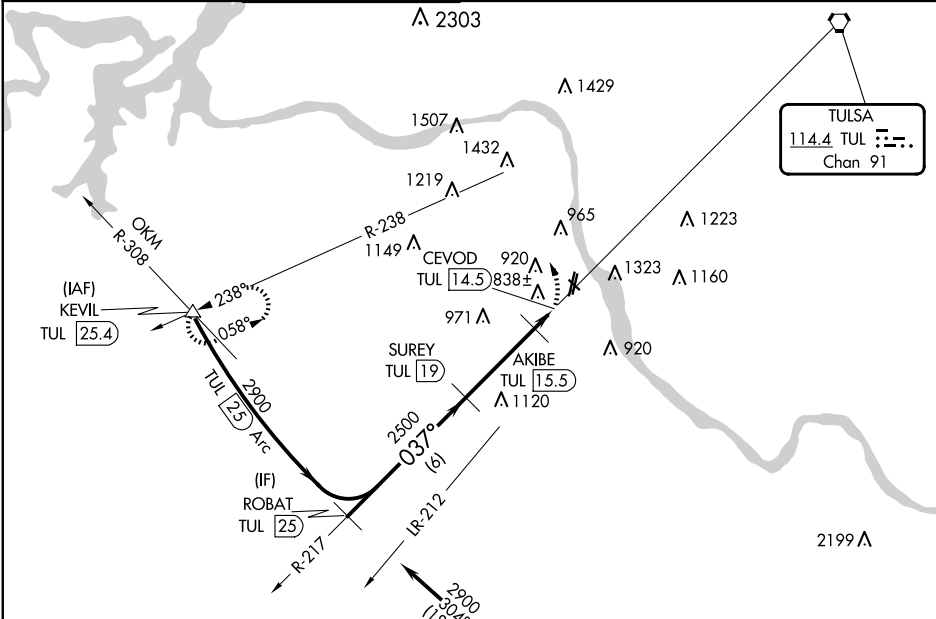 2303
1429
TULSA
114.4 TUL
Chan 91
1507
1432
1219
R-238
1149
965
1223
OKM
R-308
CEVOD
TUL 14.5
920
838±
1323
1160
(IAF)
KEVIL
TUL 25.4
238°
058°
971
920
SUREY
TUL 19
AKIBE
TUL 15.5
1120
2900
TUL 25 Arc
2500
037°
(6)
(IF)
ROBAT
TUL 25
LR-212
R-217
2199
2900
304°